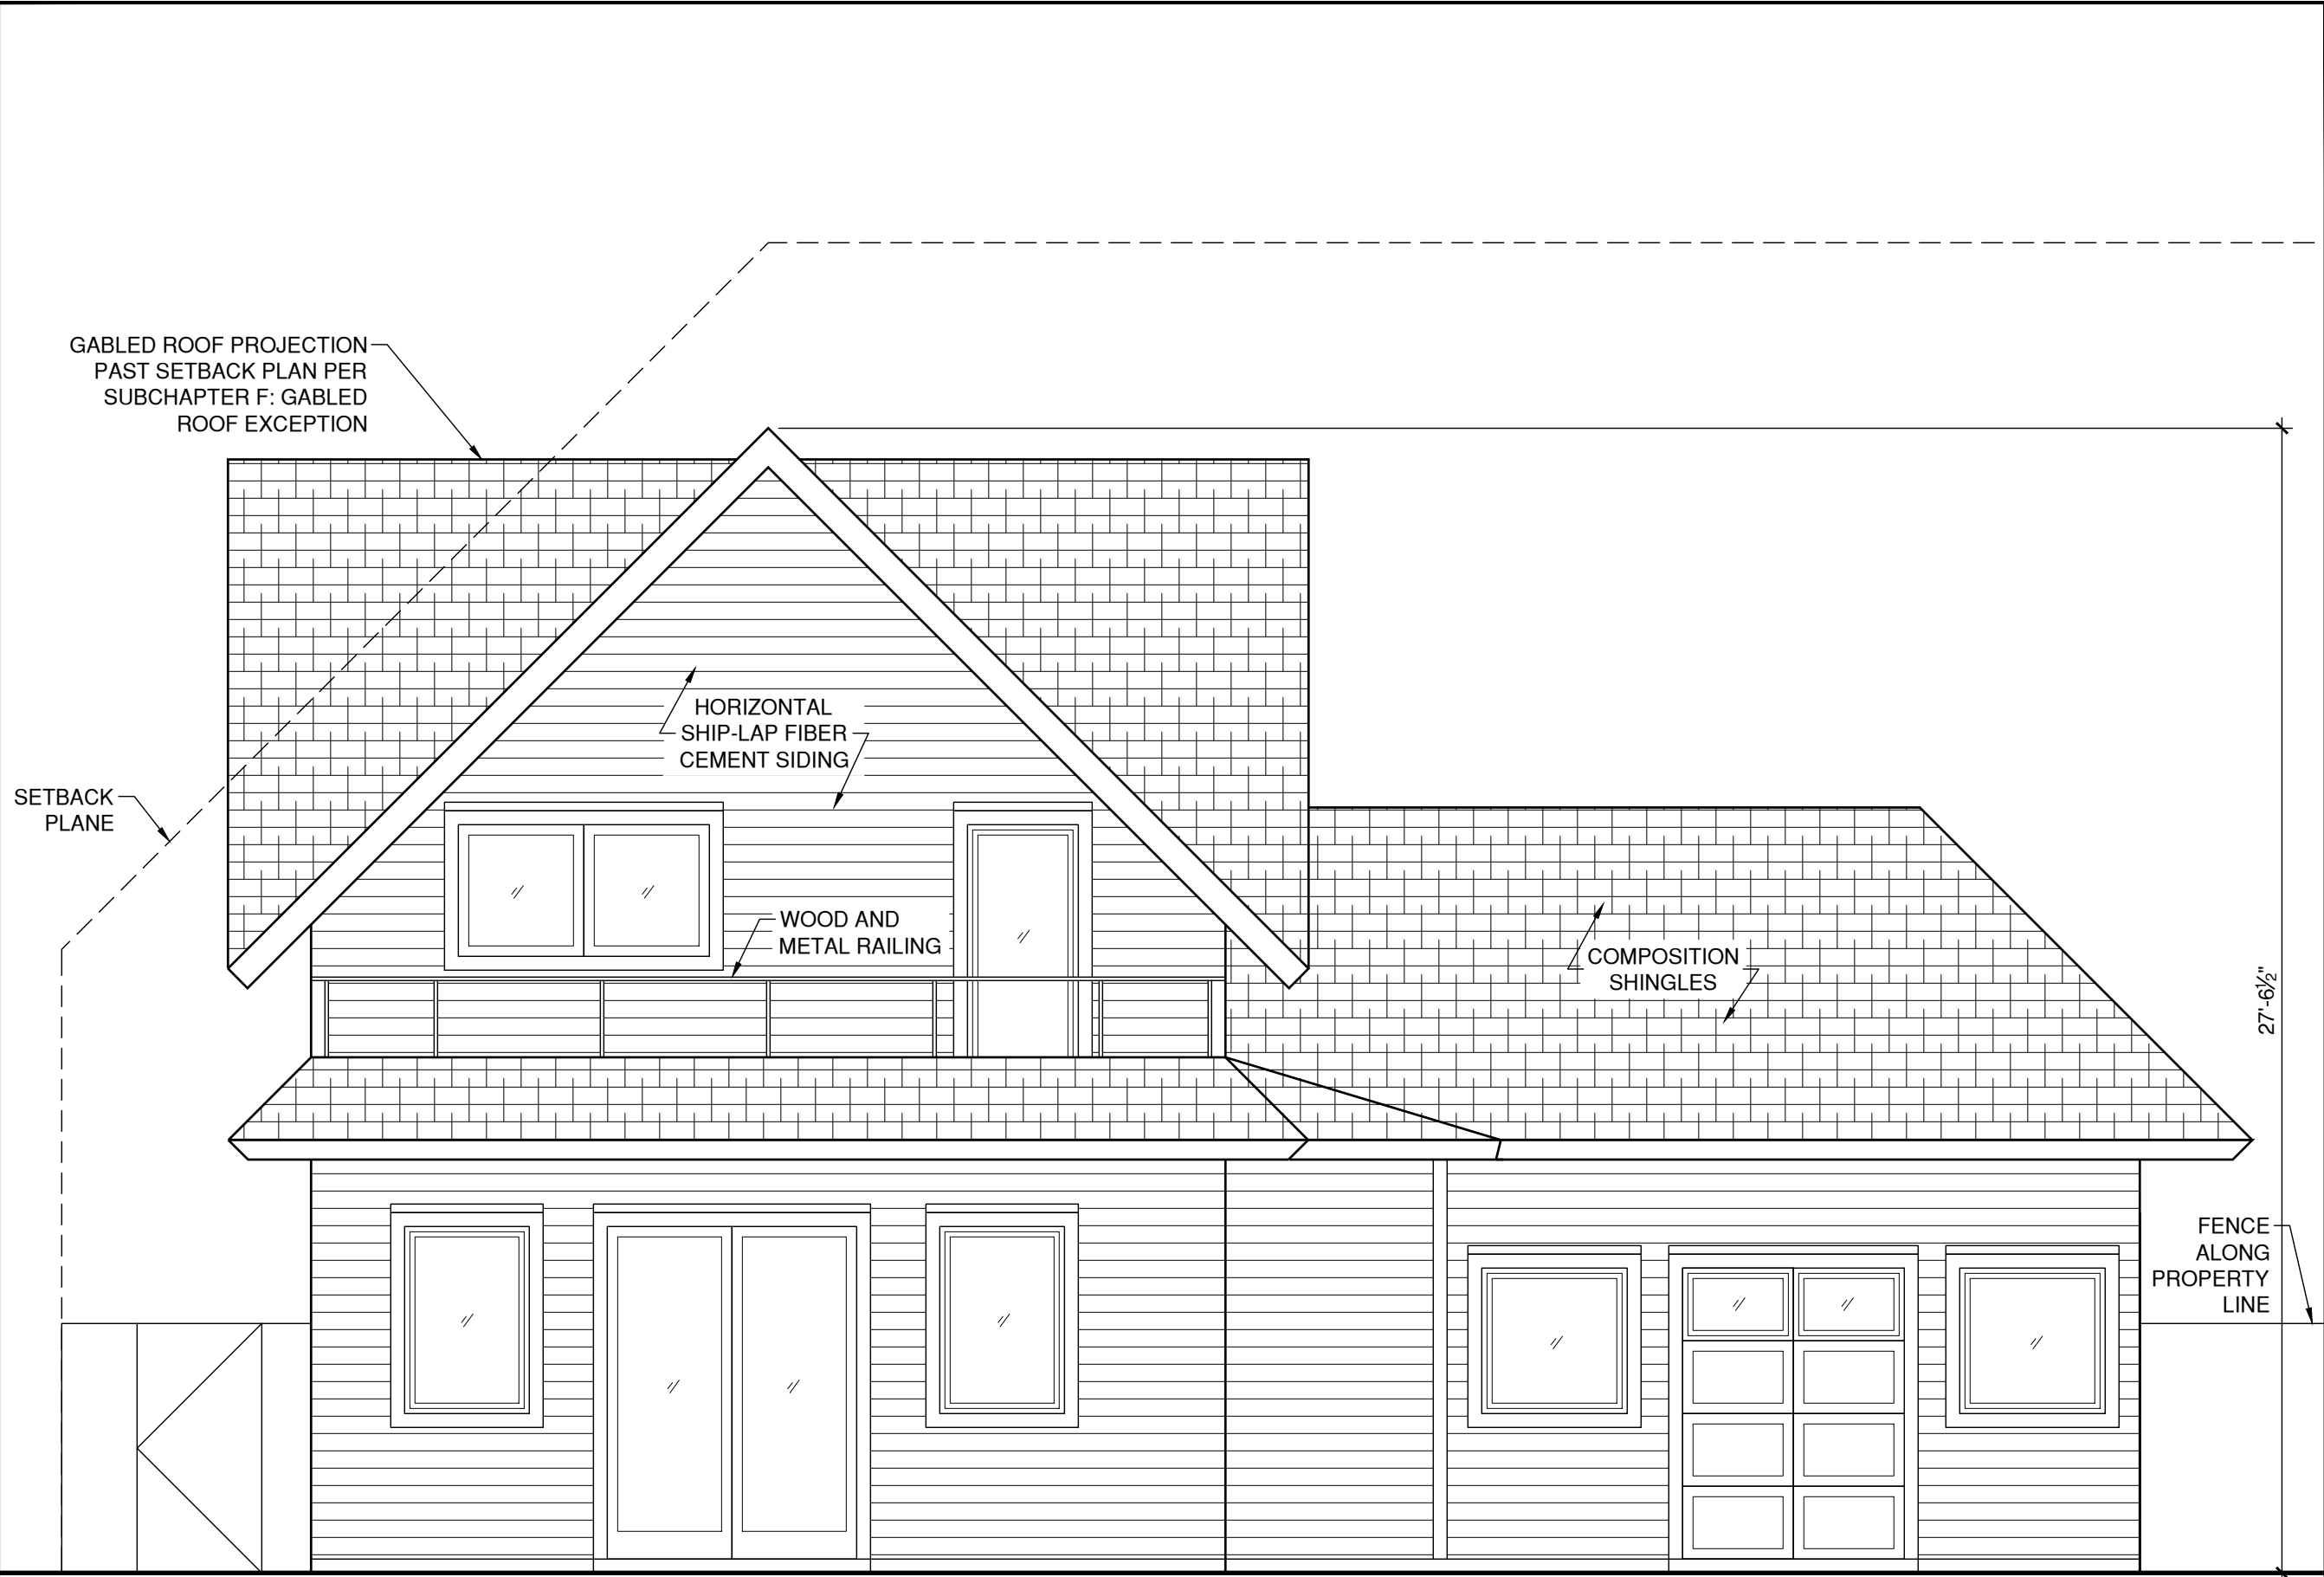 GABLED ROOF PROJECTION
PAST SETBACK PLAN PER
SUBCHAPTER F: GABLED
ROOF EXCEPTION
HORIZONTAL
SHIP-LAP FIBER
CEMENT SIDING
SETBACK
PLANE
WOOD AND
METAL RAILING
COMPOSITION
SHINGLES
27'-6½"
FENCE
ALONG
PROPERTY
LINE